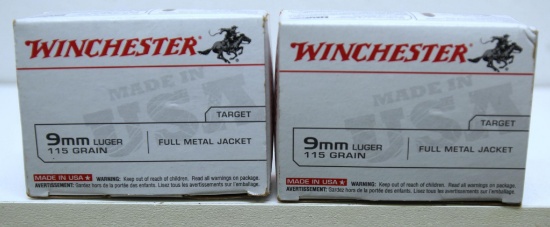 WINCHESTER
MADE IN
USA
TARGET
9mm LUGER
115 GRAIN
FULL METAL JACKET
MADE IN USA ★ WARNING: Keep out of reach of children. Read all warnings on package.
AVERTISSEMENT: Gardez hors de la portée des enfants. Lisez tous les avertissements sur l'emballage.
WINCHESTER
MADE IN
USA
TARGET
9mm LUGER
115 GRAIN
FULL METAL JACKET
MADE IN USA ★ WARNING: Keep out of reach of children. Read all warnings on package.
AVERTISSEMENT: Gardez hors de la portée des enfants. Lisez tous les avertissements sur l'emballage.